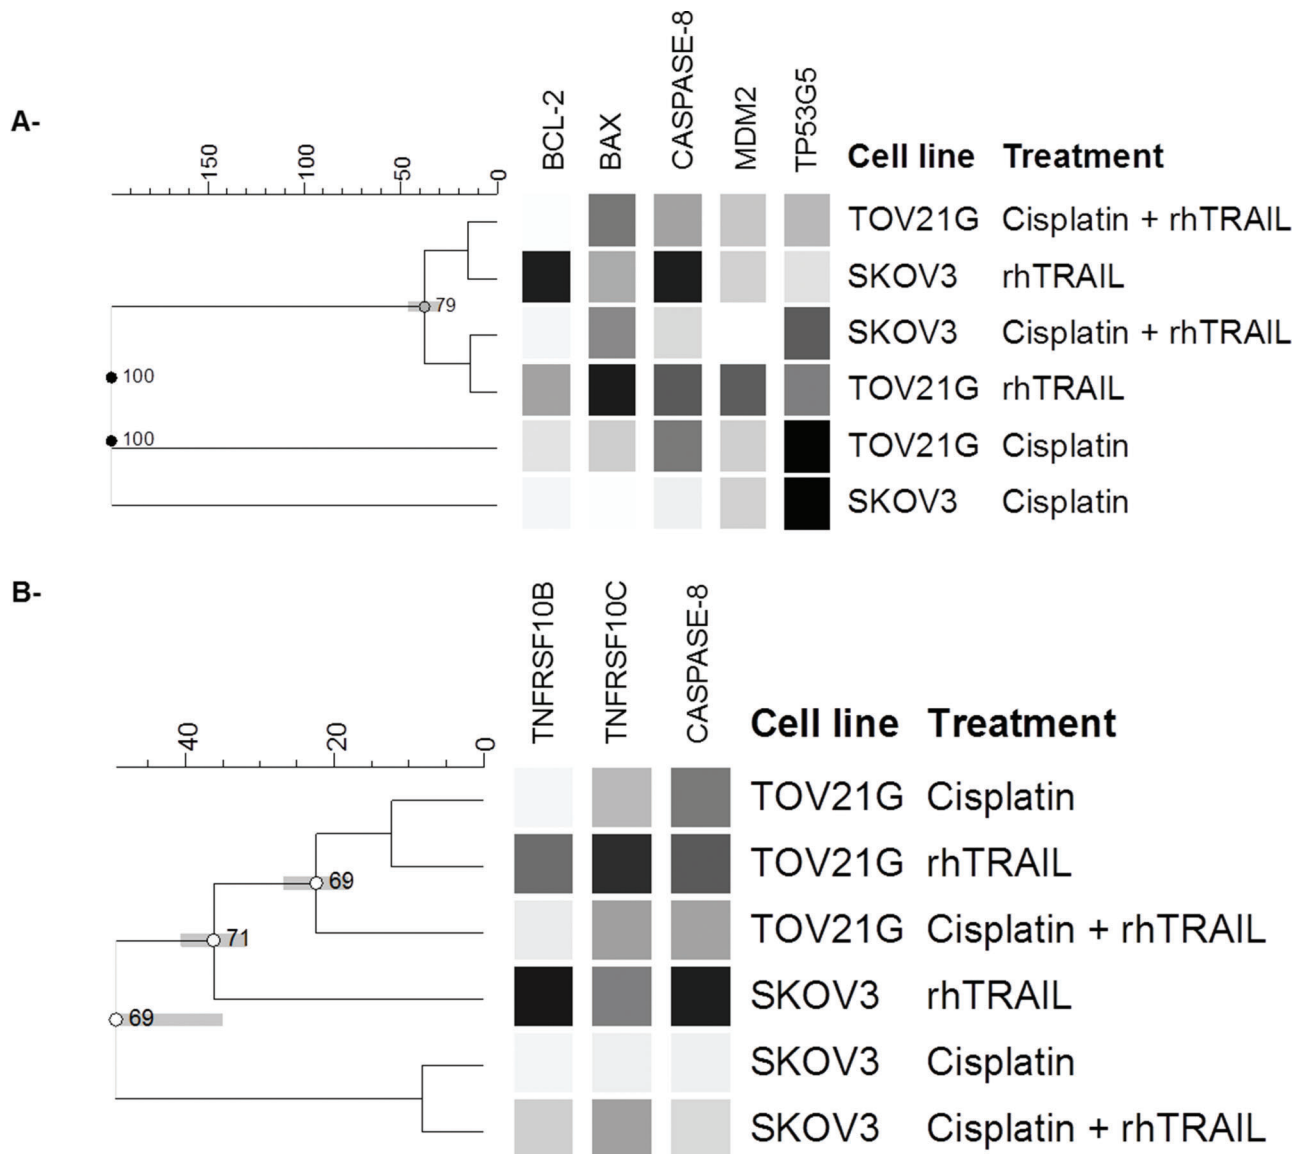 A-
BCL-2 BAX CASPASE-8 MDM2 TP53G5
Cell line Treatment
150 100 50 0
TOV21G Cisplatin + rhTRAIL
SKOV3 rhTRAIL
79
SKOV3 Cisplatin + rhTRAIL
100
TOV21G rhTRAIL
100
TOV21G Cisplatin
SKOV3 Cisplatin
B-
TNFRSF10B TNFRSF10C CASPASE-8
Cell line Treatment
40 20 0
TOV21G Cisplatin
TOV21G rhTRAIL
69
TOV21G Cisplatin + rhTRAIL
71
SKOV3 rhTRAIL
69
SKOV3 Cisplatin
SKOV3 Cisplatin + rhTRAIL